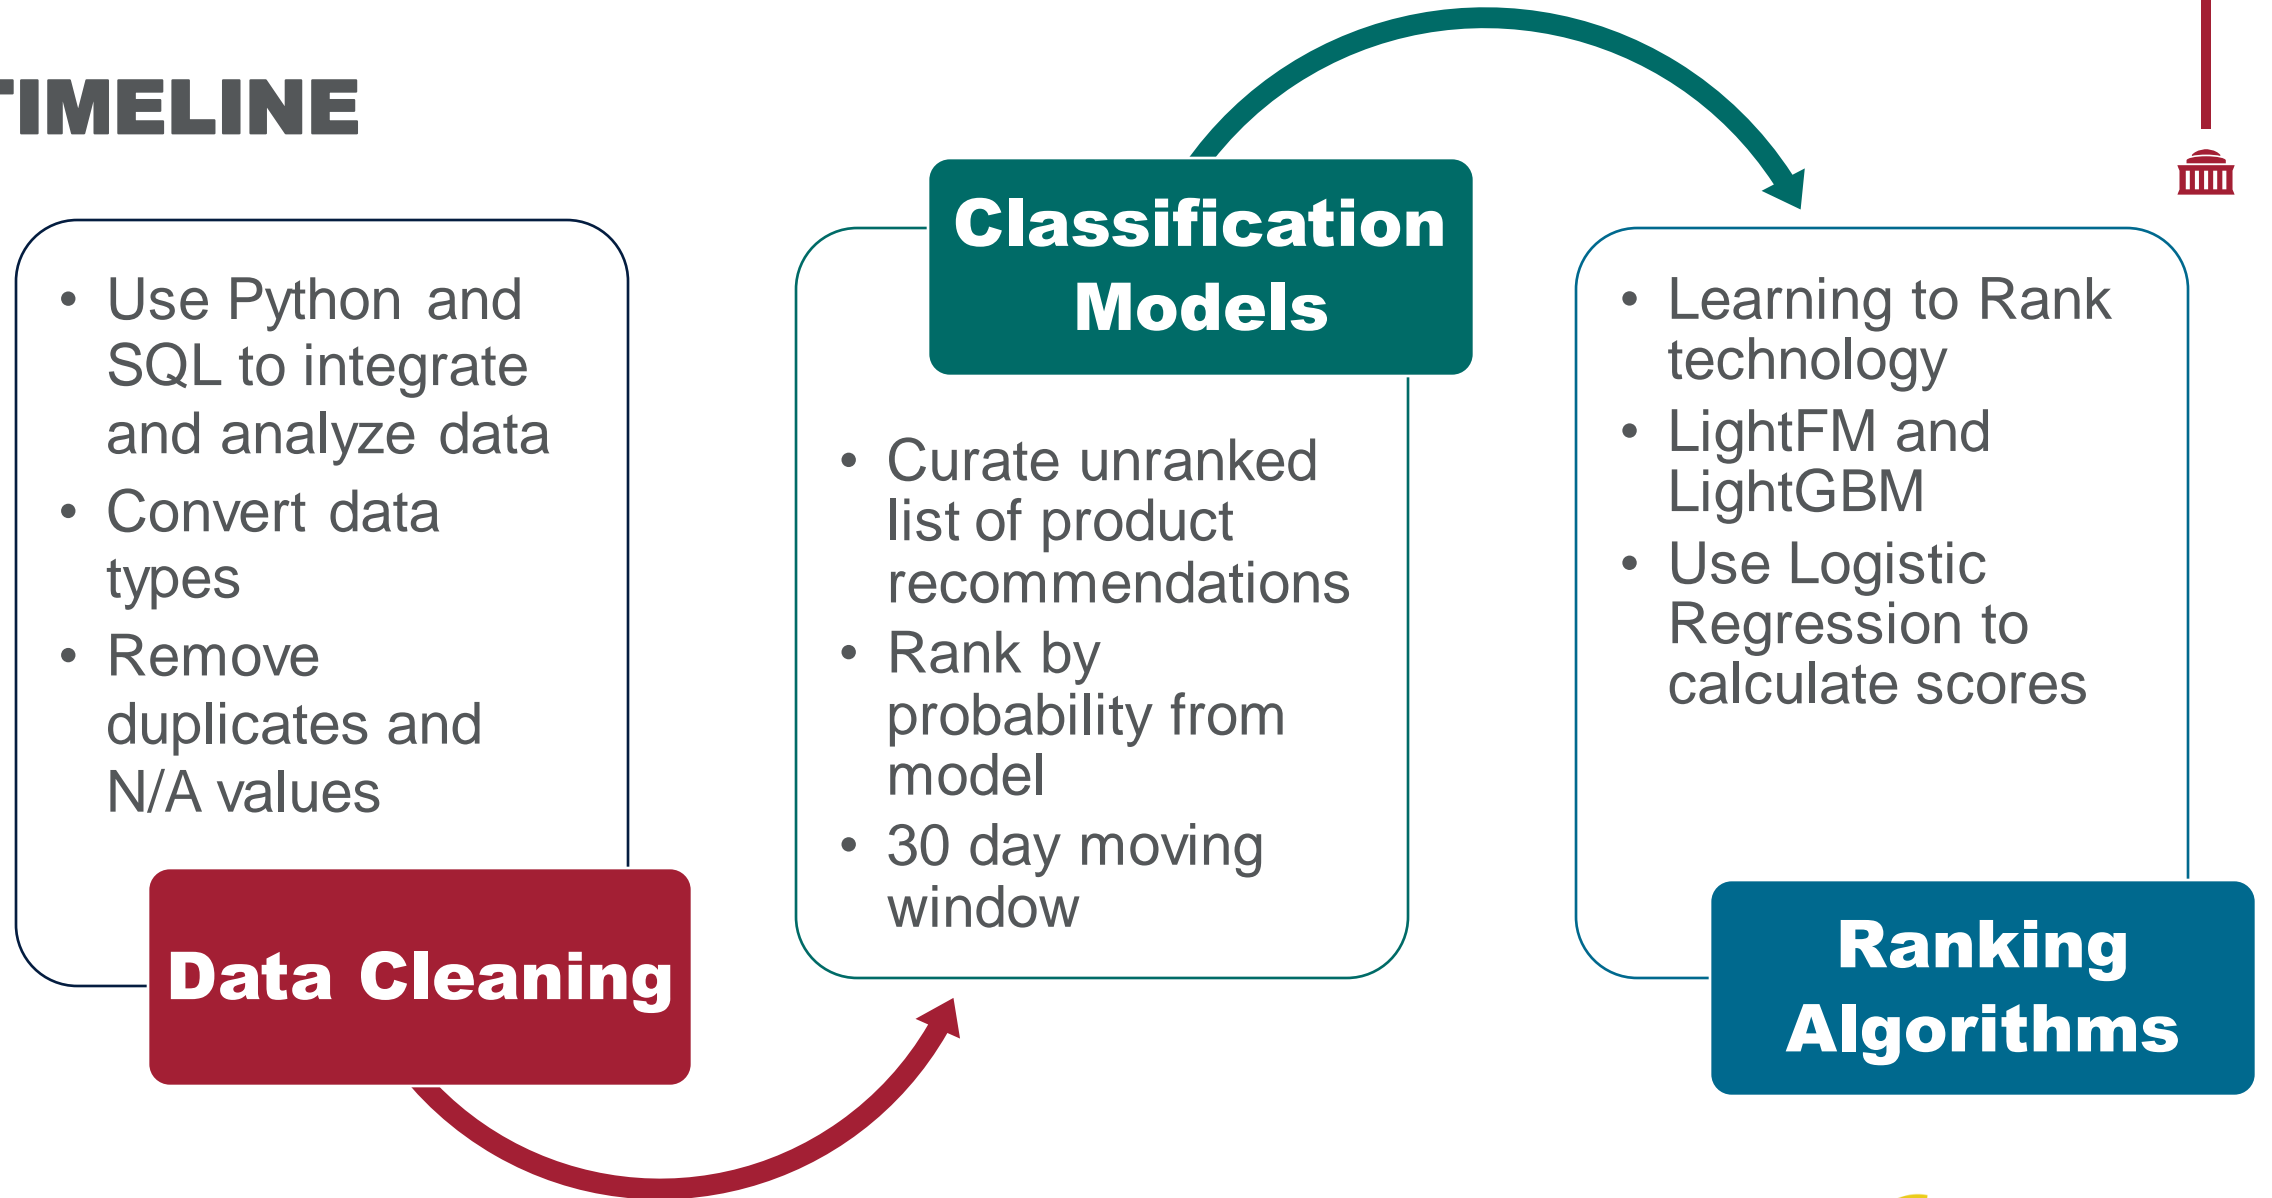 TIMELINE
• Use Python and
SQL to integrate
and analyze data
• Convert data
types
• Remove
duplicates and
N/A values
Data Cleaning
Classification
Models
• Curate unranked
list of product
recommendations
• Rank by
probability from
model
• 30 day moving
window
• Learning to Rank
technology
• LightFM and
LightGBM
• Use Logistic
Regression to
calculate scores
Ranking
Algorithms